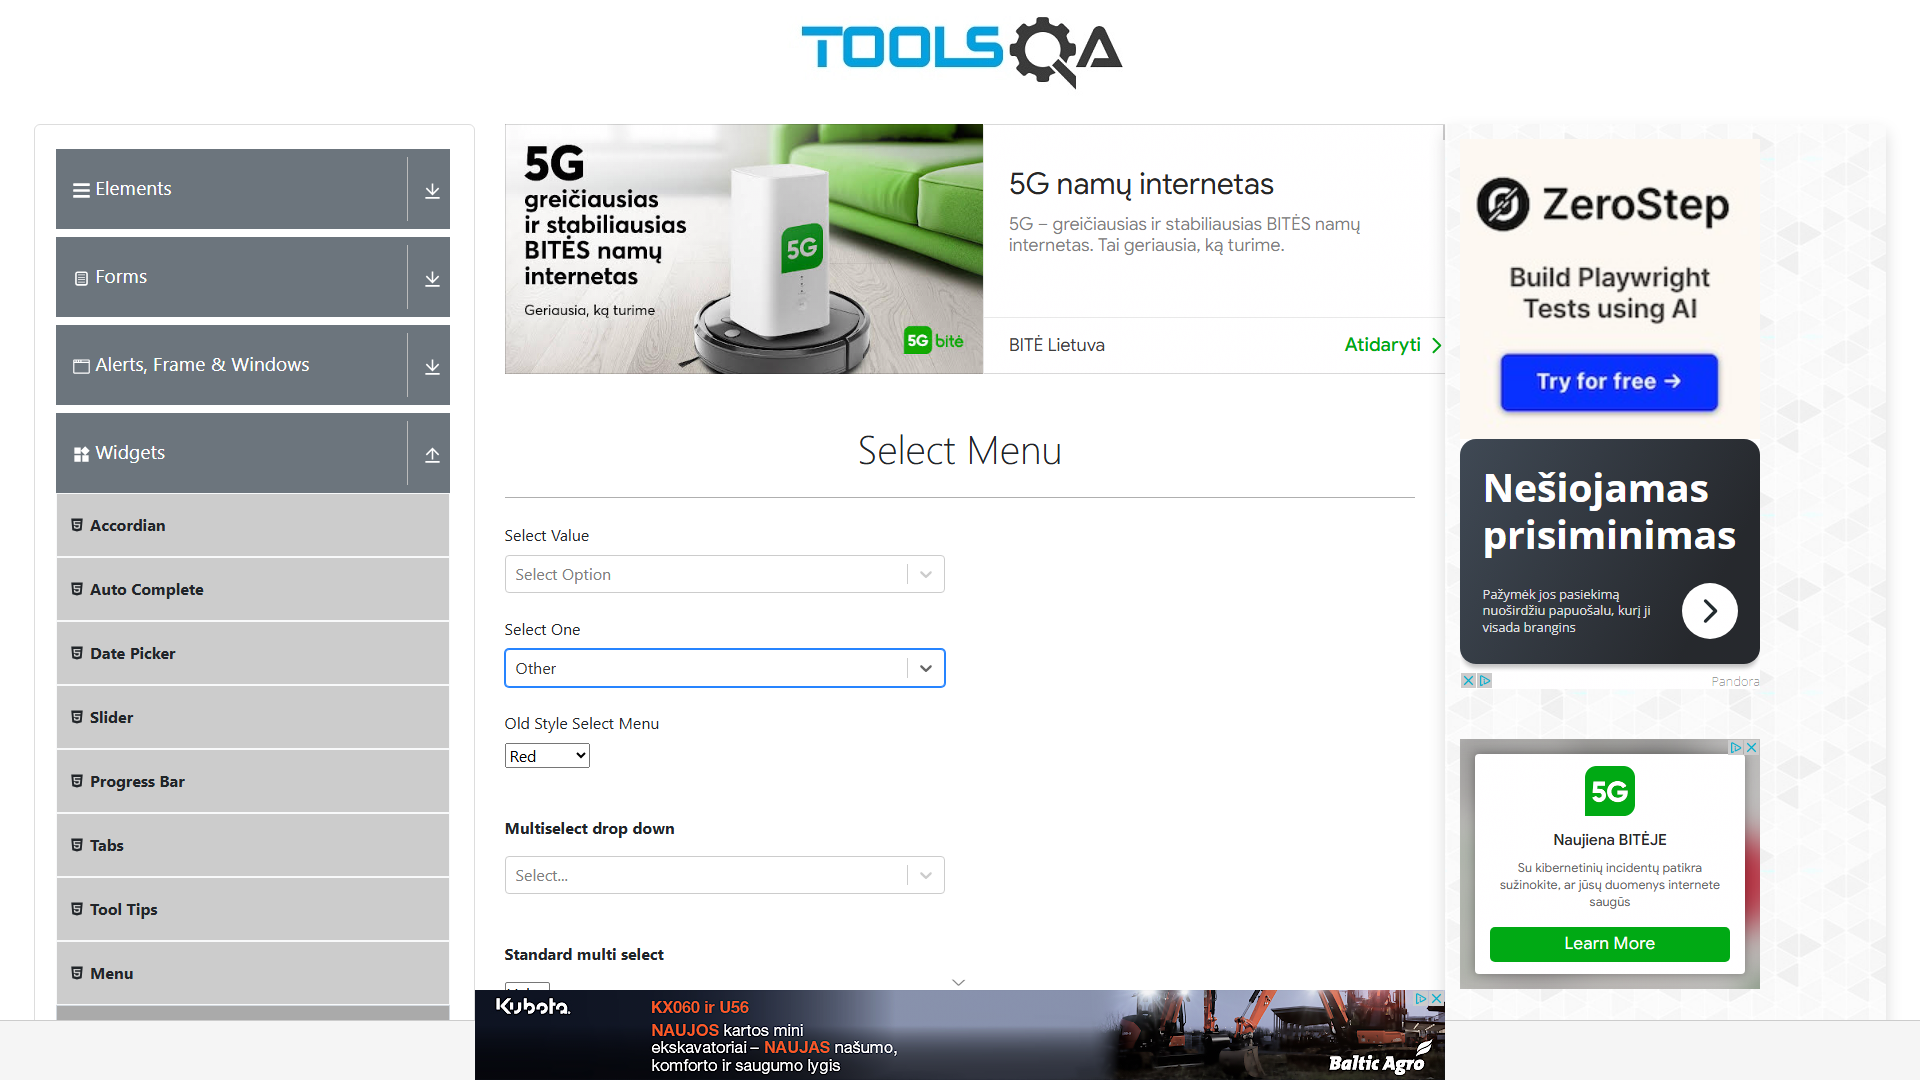 TOOLSQA
Elements
Forms
Alerts, Frame & Windows
Widgets
Accordian
Auto Complete
Date Picker
Slider
Progress Bar
Tabs
Tool Tips
Menu
5G
greičiausias
ir stabiliausias
BITĖS namų
internetas
Geriausia, ką turime
5G
5G bitė
5G namų internetas
5G – greičiausias ir stabiliausias BITĖS namų
internetas. Tai geriausia, ką turime.
BITĖ Lietuva
Atidaryti
Select Menu
Select Value
Select Option
Select One
Other
Old Style Select Menu
Red
Multiselect drop down
Select...
Standard multi select
Kubota.
KX060 ir U56
NAUJOS kartos mini
ekskavatoriai – NAUJAS našumo,
komforto ir saugumo lygis
Baltic Agro
ZeroStep
Build Playwright
Tests using AI
Try for free →
Nešiojamas
prisiminimas
Pažymėk jos pasiekimą
nuoširdžiu papuošalu, kurį ji
visada brangins
Pandora
5G
Naujiena BITĖJE
Su kibernetinių incidentų patikra
sužinokite, ar jūsų duomenys internete
saugūs
Learn More